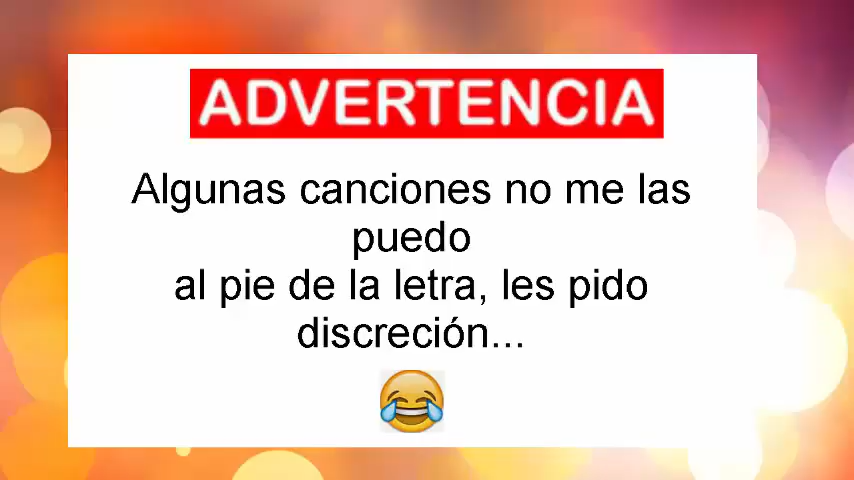 ADVERTENCIA
Algunas canciones no me las
puedo
al pie de la letra, les pido
discreción...